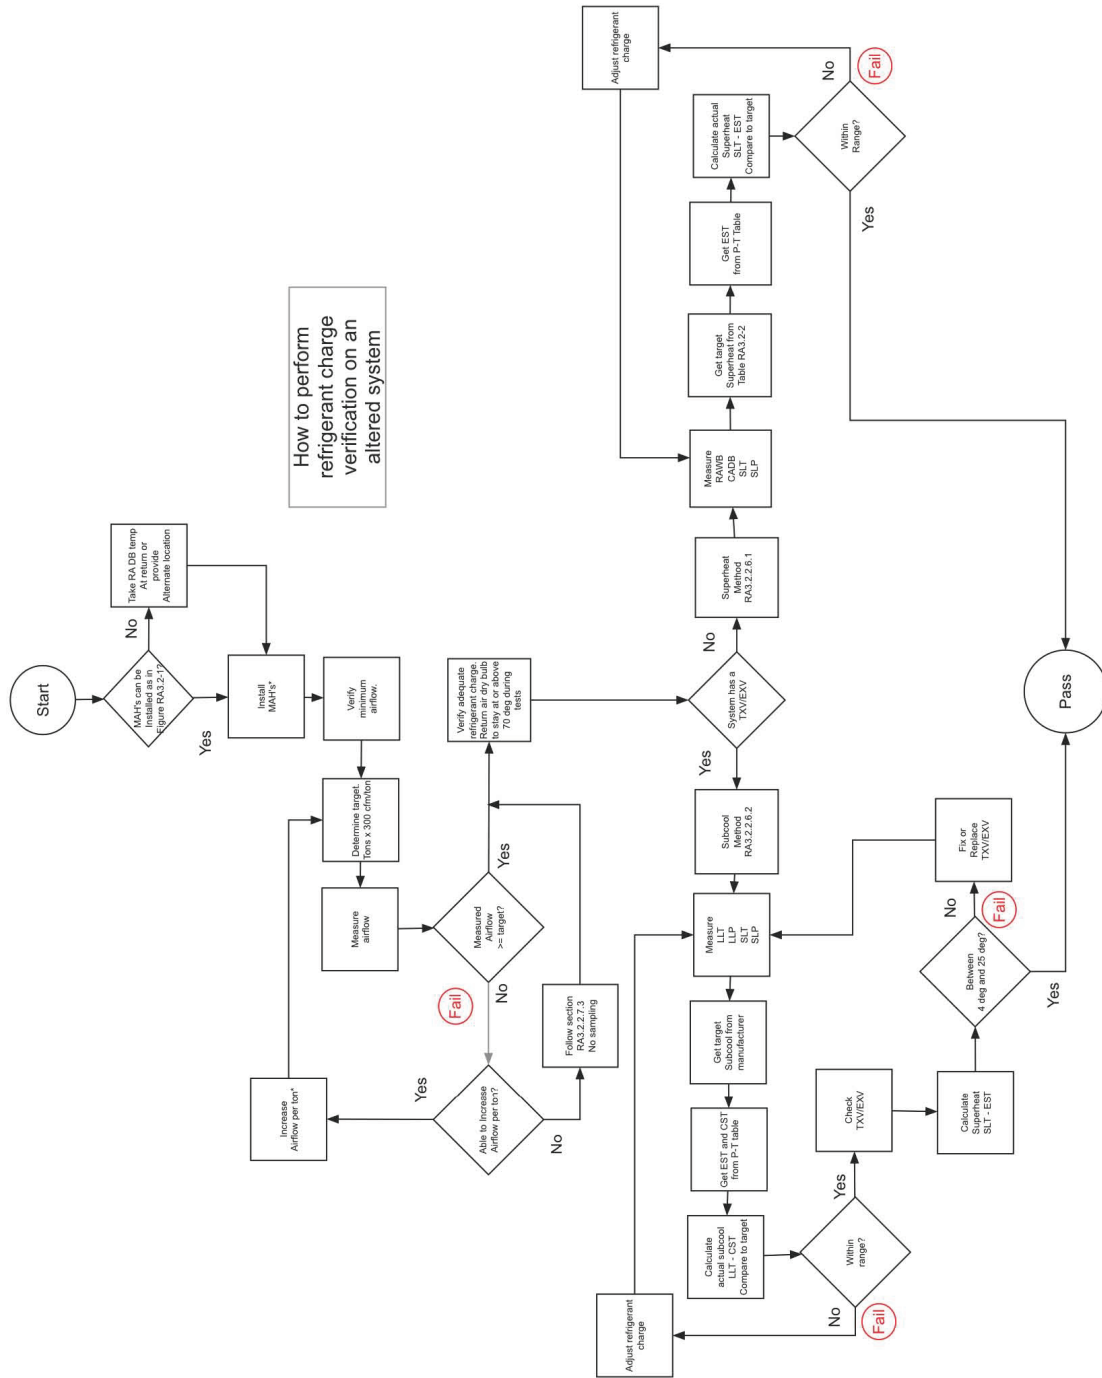 How to perform
refrigerant charge
verification on an
altered system
Start
MAH's can be
Installed as in
Figure RA3.2-1?
No
Yes
Take RA DB temp
At return or
provide
Alternate location
Install
MAH's*
Verify
minimum
airflow.
Determine target.
Tons x 300 cfm/ton
Measure
airflow
Measured
Airflow
>= target?
Yes
No
Fail
Able to Increase
Airflow per ton?
Yes
No
Increase
Airflow per ton*
Follow section
RA3.2.2.7.3
No sampling
Verify adequate
refrigerant charge.
Return air dry bulb
to stay at or above
70 deg during
tests
System has a
TXV/EXV
Yes
No
Superheat
Method
RA3.2.2.6.1
Measure
RAWB
CADB
SLT
SLP
Get target
Superheat from
Table RA3.2-2
Get EST
from P-T Table
Calculate actual
Superheat
SLT - EST
Compare to target
Within
Range?
No
Fail
Yes
Adjust refrigerant
charge
Subcool
Method
RA3.2.2.6.2
Measure
LLT
LLP
SLT
SLP
Get target
Subcool from
manufacturer
Get EST and CST
from P-T table
Calculate
actual subcool
LLT - CST
Compare to target
Within
range?
No
Fail
Yes
Adjust refrigerant
charge
Check
TXV/EXV
Calculate
Superheat
SLT - EST
Between
4 deg and 25 deg?
No
Fail
Yes
Fix or
Replace
TXV/EXV
Pass